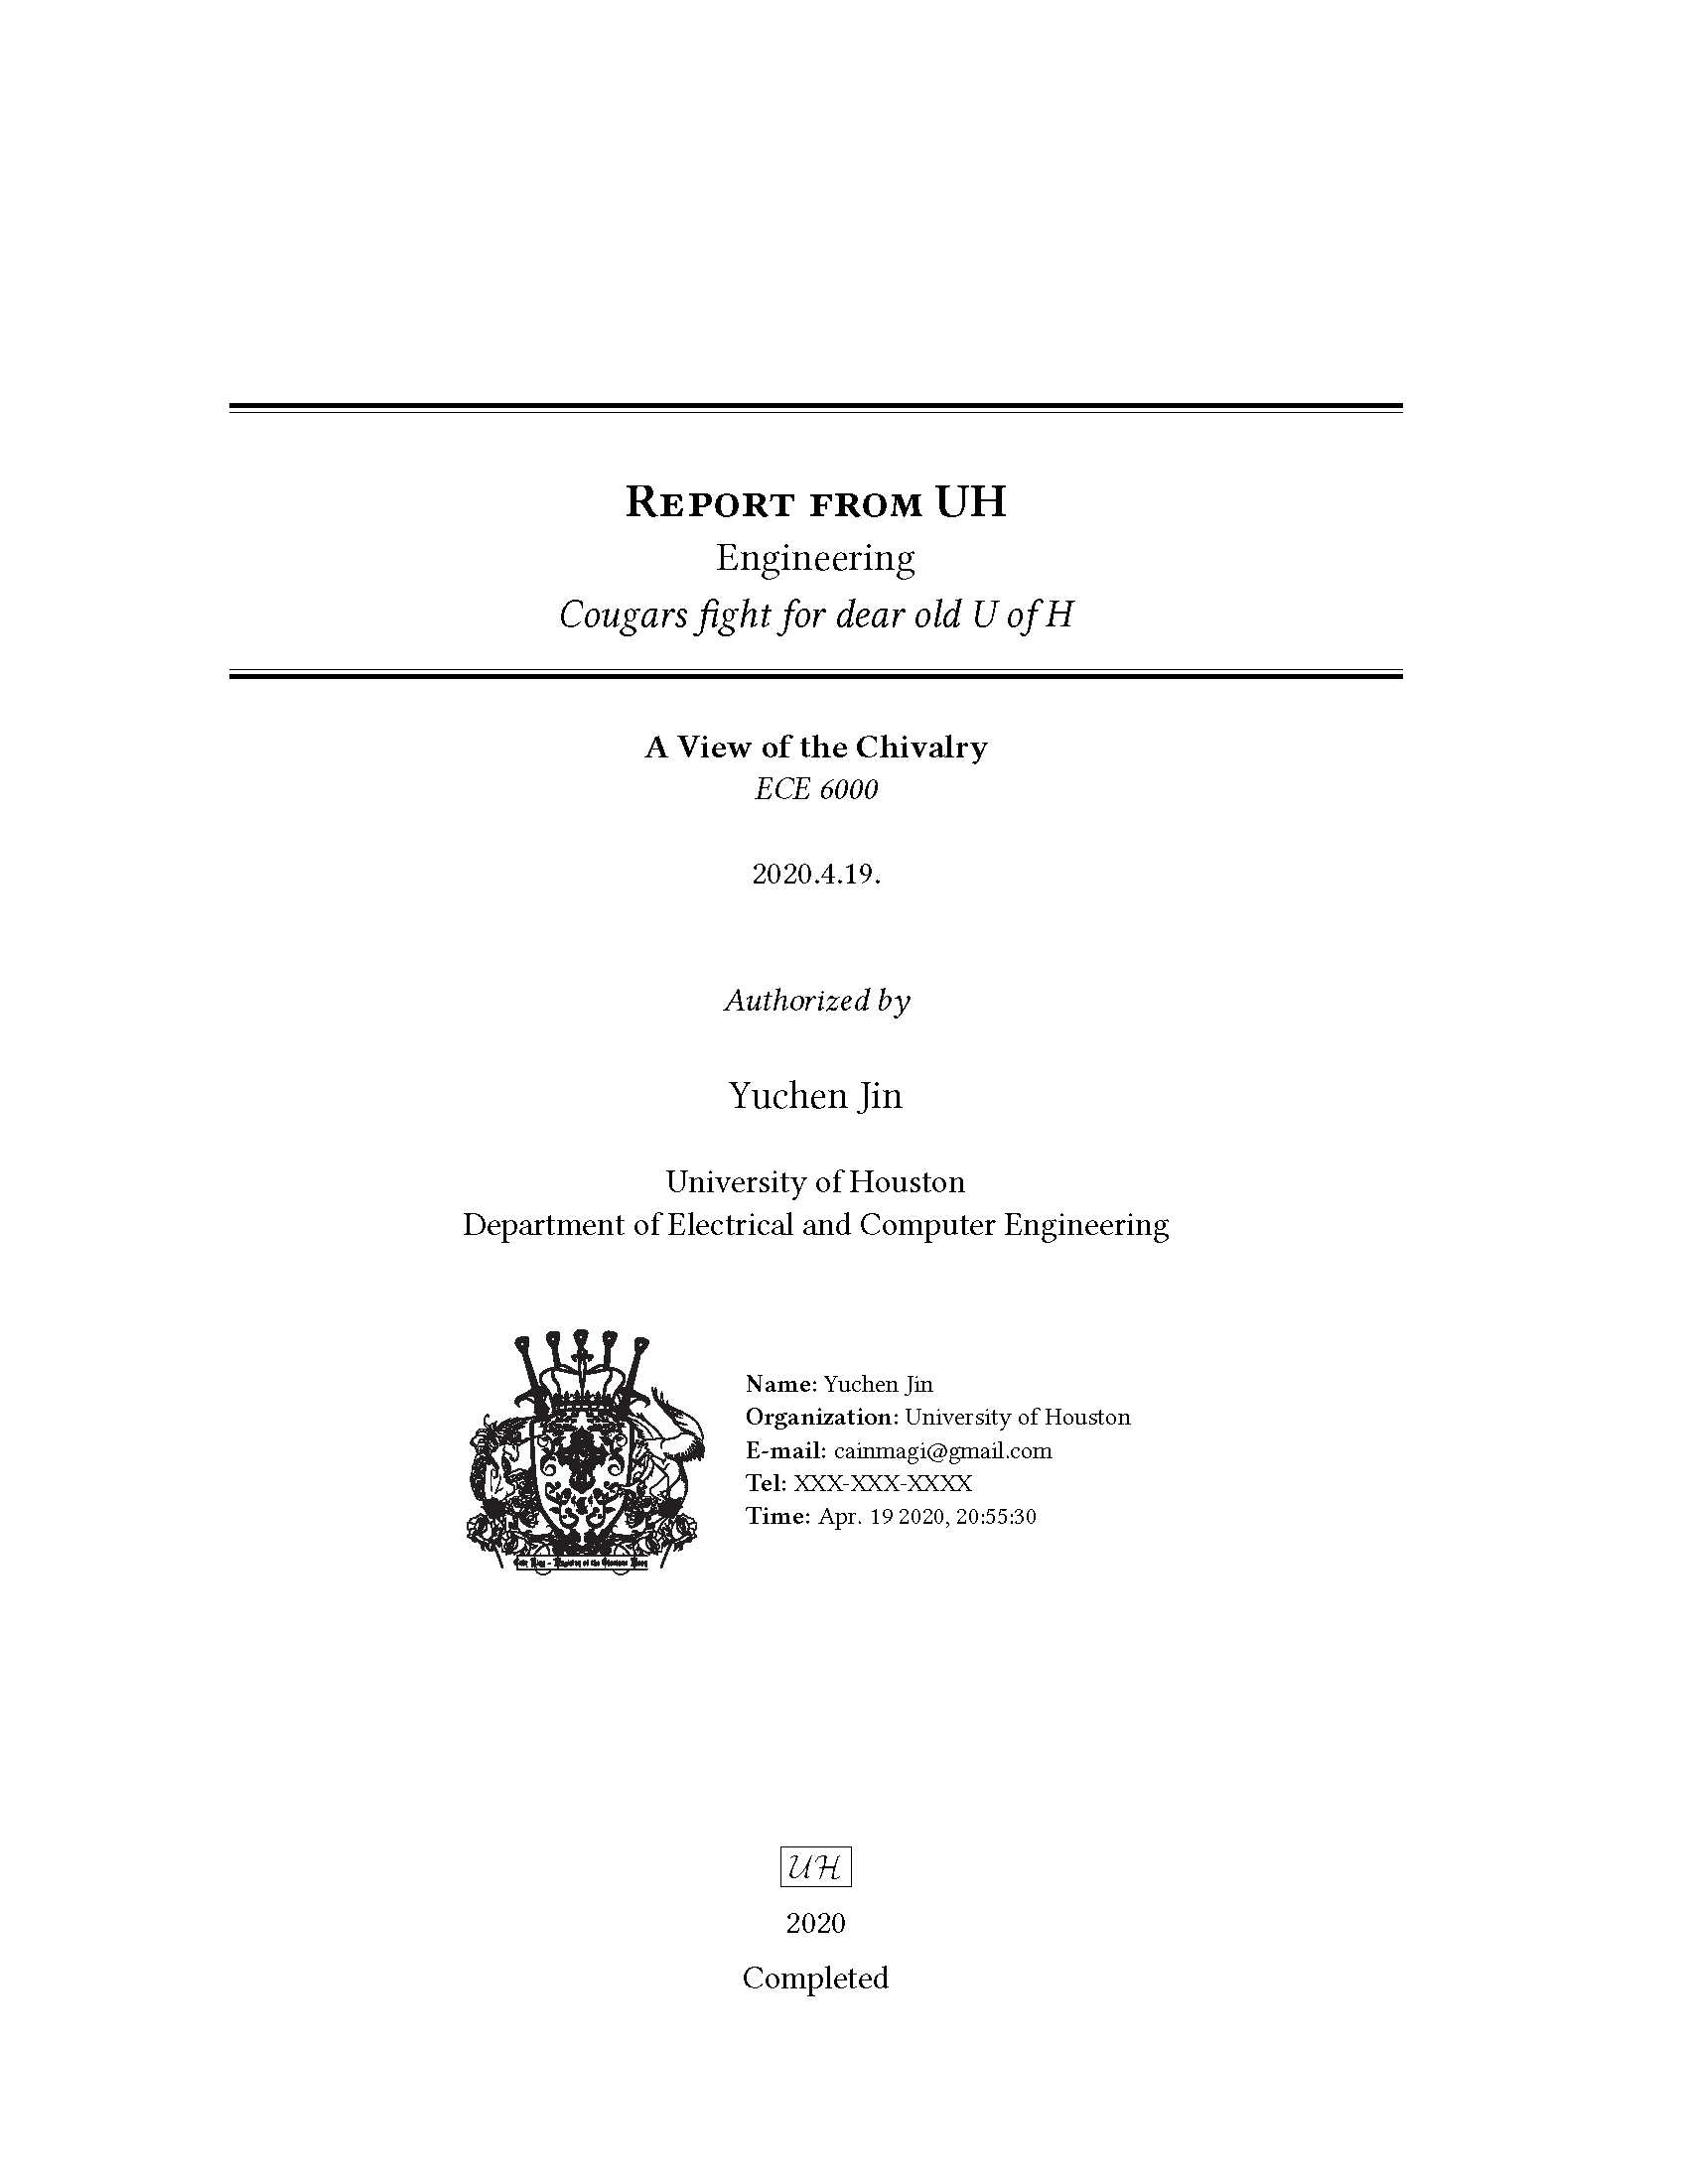 Report from UH
Engineering
Cougars fight for dear old U of H
A View of the Chivalry
ECE 6000
2020.4.19.
Authorized by
Yuchen Jin
University of Houston
Department of Electrical and Computer Engineering
Name: Yuchen Jin
Organization: University of Houston
E-mail: cainmagi@gmail.com
Tel: XXX-XXX-XXXX
Time: Apr. 19 2020, 20:55:30
of the Glorious
UH
2020
Completed